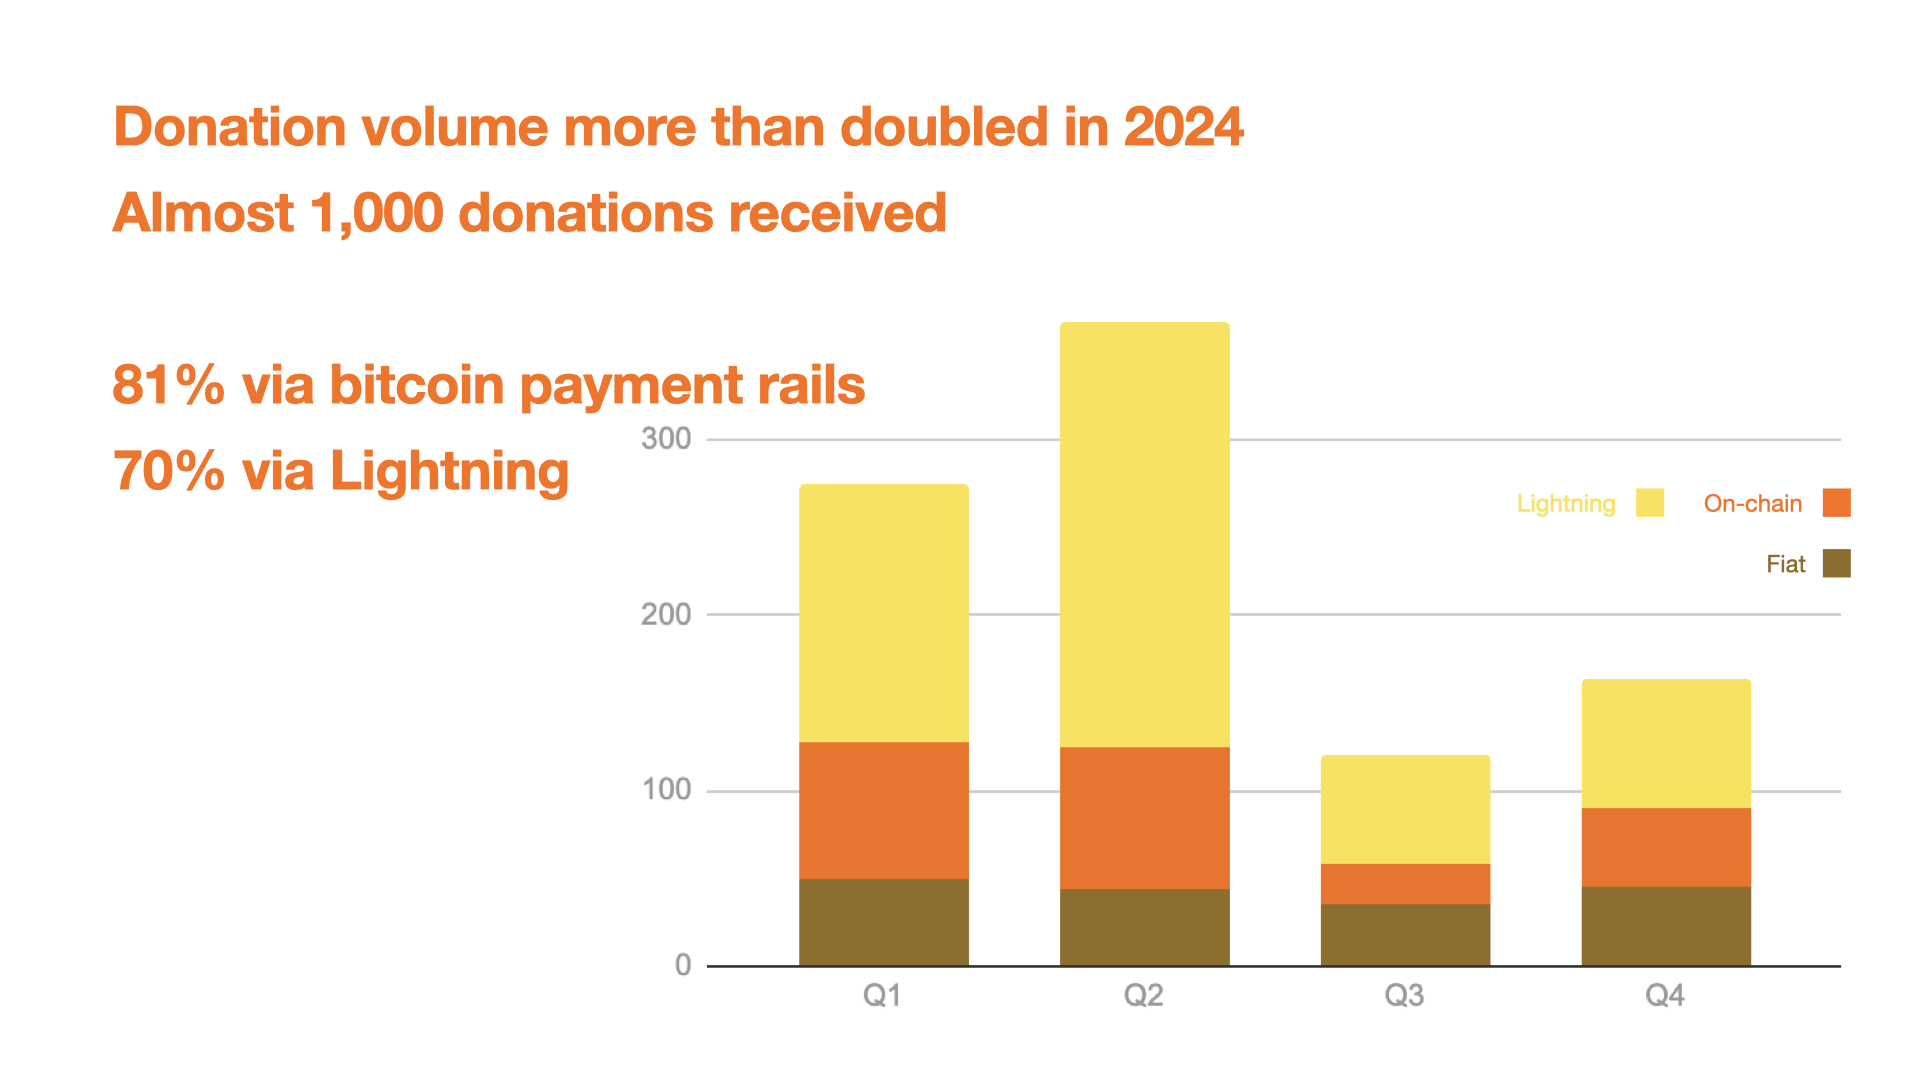 Donation volume more than doubled in 2024
Almost 1,000 donations received
81% via bitcoin payment rails
70% via Lightning
300
200
100
0
Lightning
On-chain
Fiat
Q1
Q2
Q3
Q4